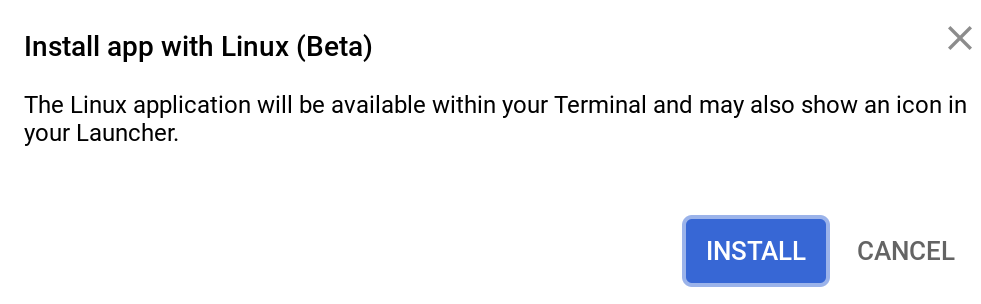 Install app with Linux (Beta)
The Linux application will be available within your Terminal and may also show an icon in
your Launcher.
INSTALL CANCEL